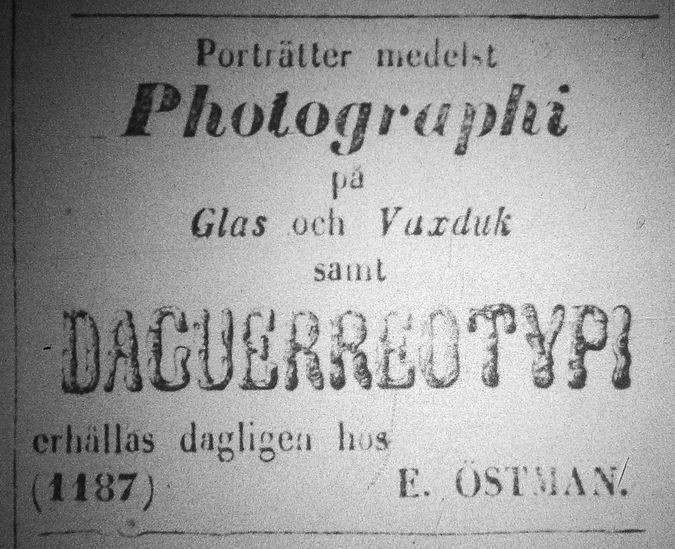 Porträtter medelst
Photographi
på
Glas och Vaxduk
samt
DAGUERREOTYPI
erhållas dagligen hos
(1187) E. ÖSTMAN.